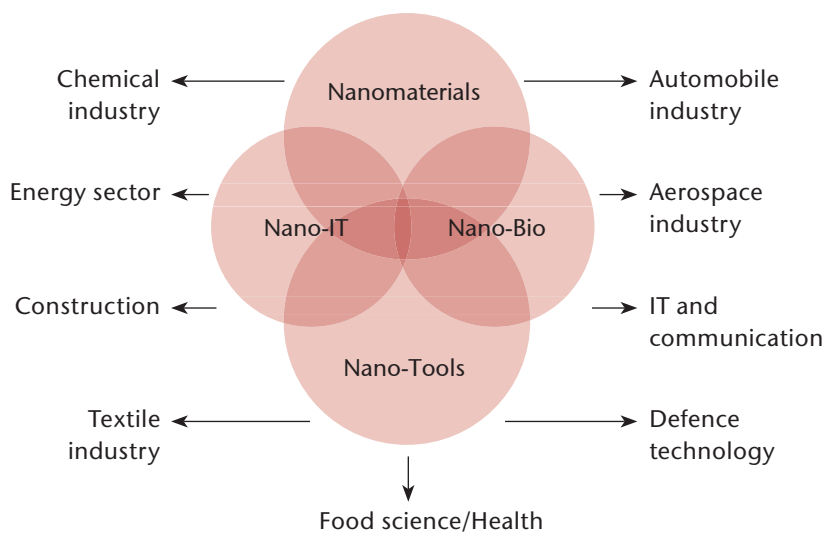 Chemical
industry
Nanomaterials
Automobile
industry
Energy sector
Aerospace
industry
Nano-IT
Nano-Bio
Construction
IT and
communication
Nano-Tools
Textile
industry
Defence
technology
Food science/Health